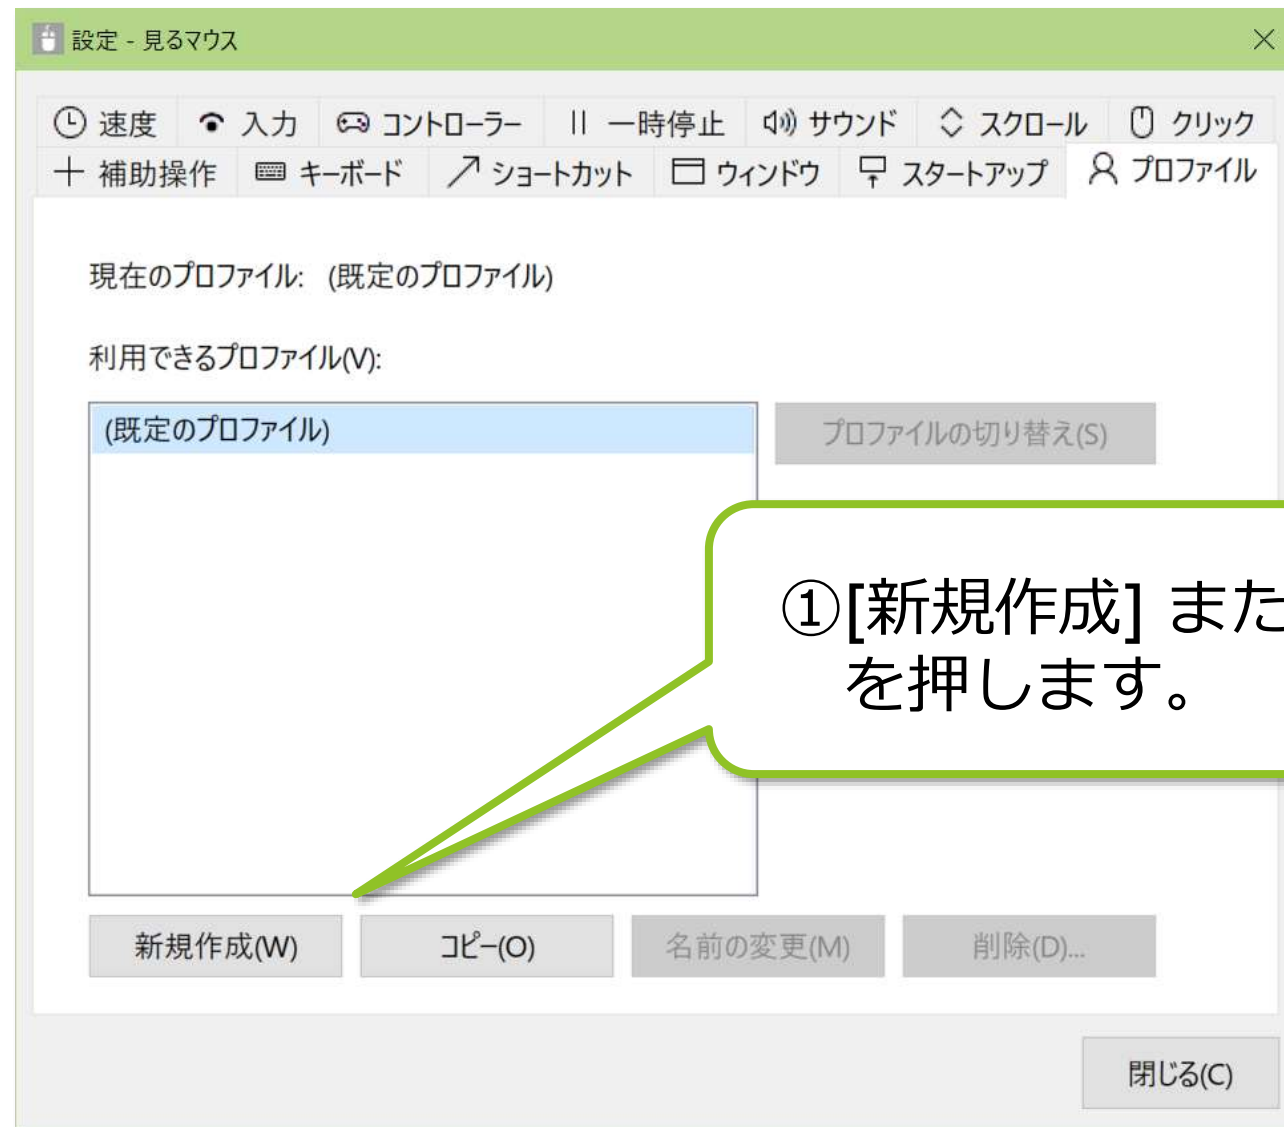 設定 - 見るマウス
速度 入力 コントローラー 一時停止 サウンド スクロール クリック
補助操作 キーボード ショートカット ウィンドウ スタートアップ プロファイル
現在のプロファイル: (既定のプロファイル)
利用できるプロファイル(V):
(既定のプロファイル)
プロファイルの切り替え(S)
①[新規作成] また
を押します。
新規作成(W) コピー(O) 名前の変更(M) 削除(D)...
閉じる(C)